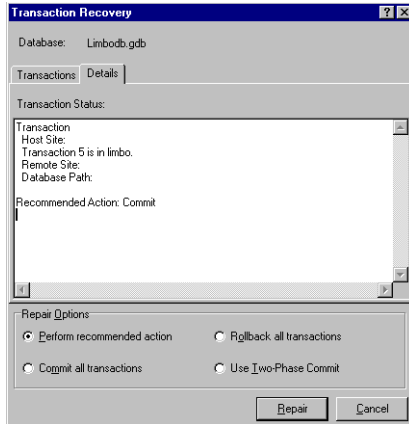 Transaction Recovery
Database: Limbodb.gdb
Transactions Details
Transaction Status:
Transaction
Host Site:
Transaction 5 is in limbo.
Remote Site:
Database Path:
Recommended Action: Commit
Repair Options
Perform recommended action Rollback all transactions
Commit all transactions Use Two-Phase Commit
Repair Cancel